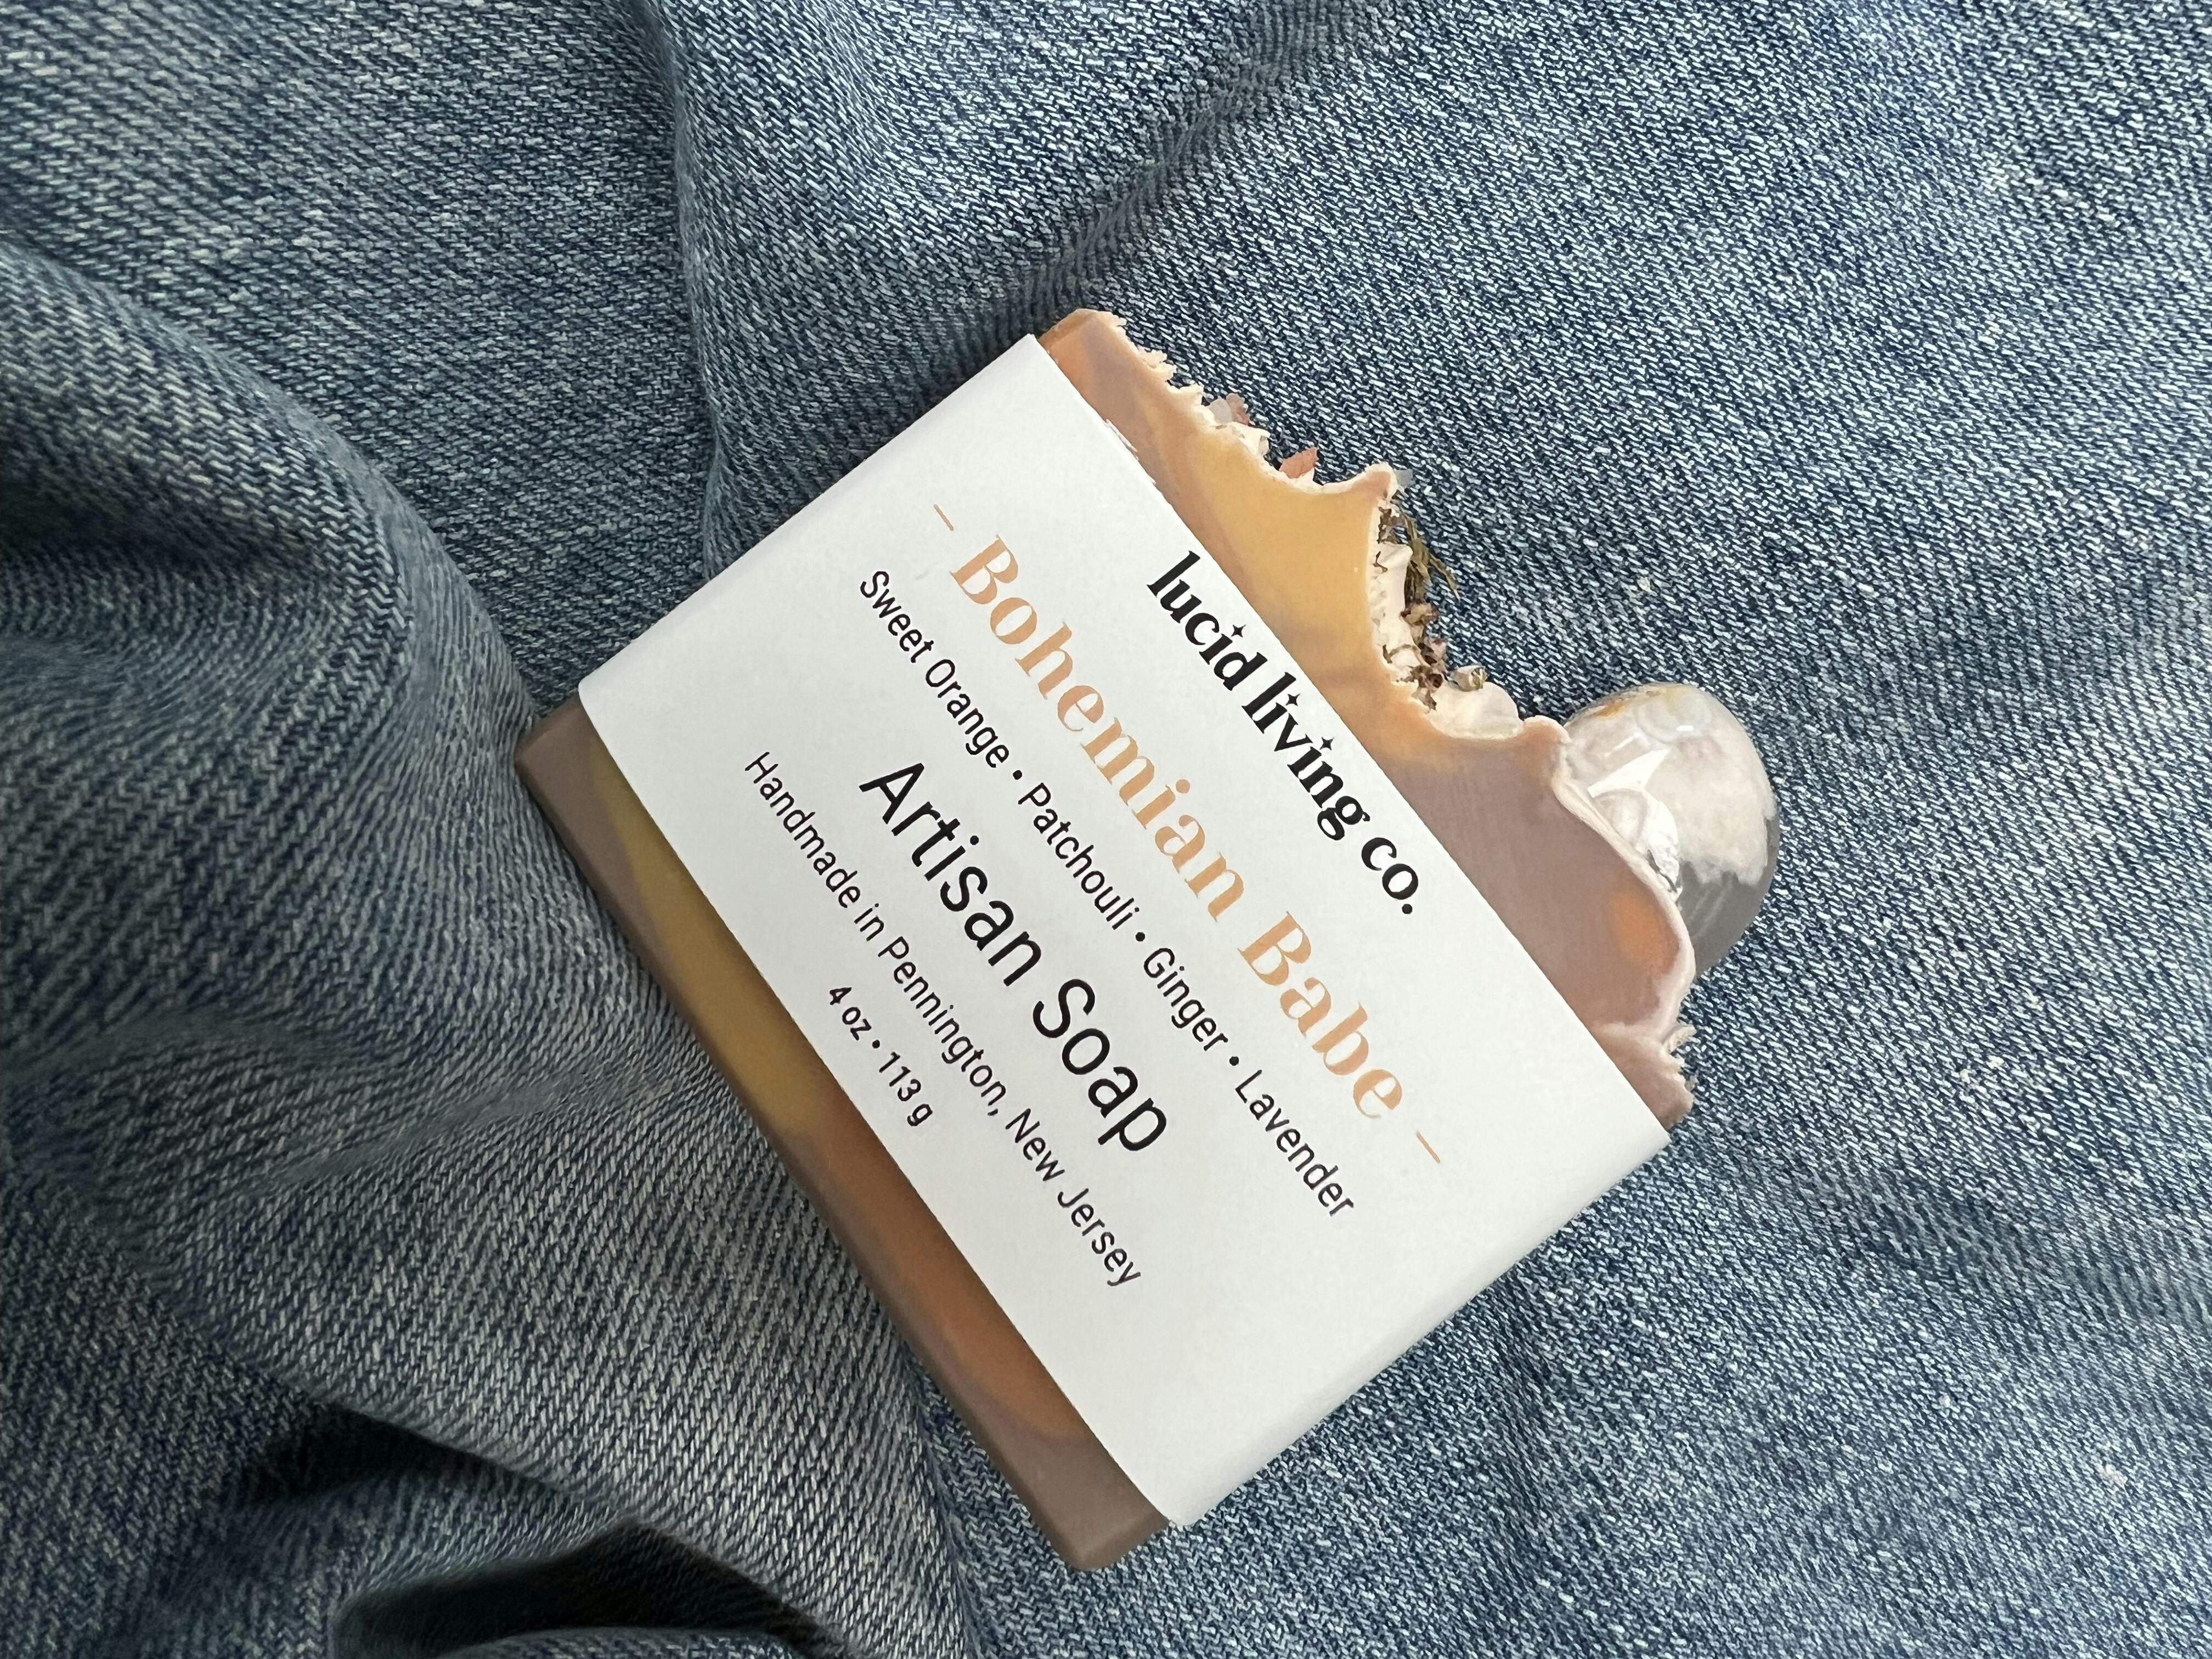 lucid living co.
– Bohemian Babe –
Sweet Orange • Patchouli • Ginger • Lavender
Artisan Soap
Handmade in Pennington, New Jersey
4 oz • 113 g